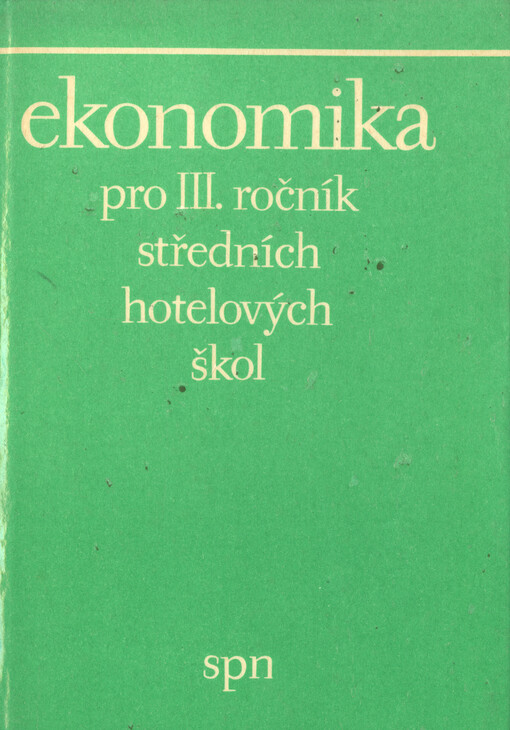 ekonomika
pro III. ročník
středních
hotelových
škol
spn